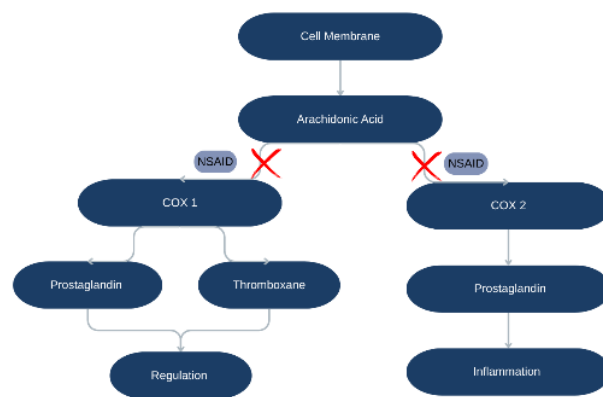 Cell Membrane
Arachidonic Acid
NSAID
NSAID
COX 1
COX 2
Prostaglandin
Thromboxane
Prostaglandin
Regulation
Inflammation